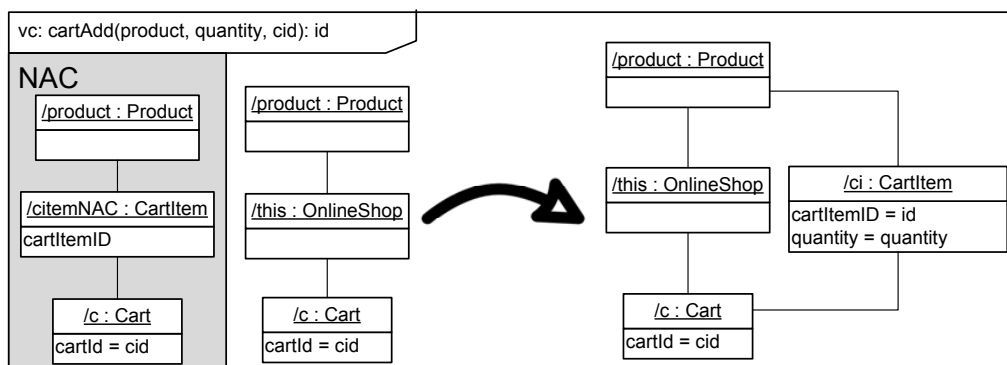 vc: cartAdd(product, quantity, cid): id
NAC
/product : Product
/citemNAC : CartItem
cartItemID
/c : Cart
cartId = cid
/product : Product
/this : OnlineShop
/c : Cart
cartId = cid
/product : Product
/this : OnlineShop
/c : Cart
cartId = cid
/ci : CartItem
cartItemID = id
quantity = quantity